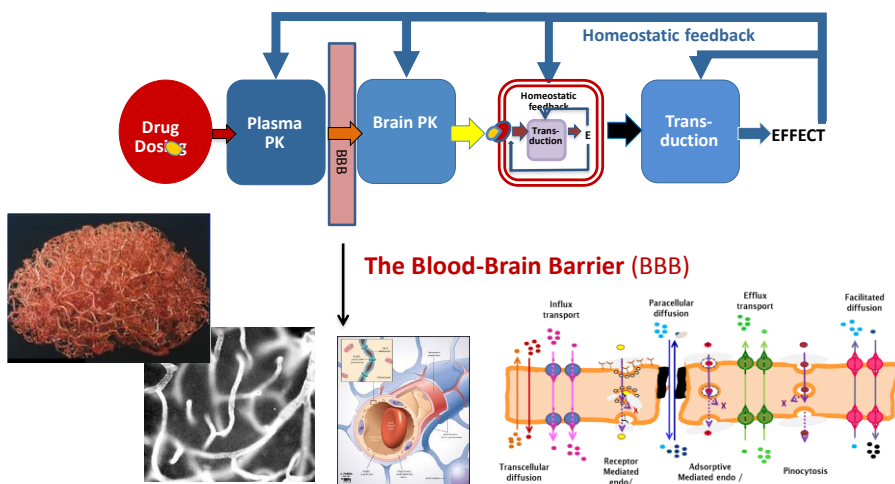 Homeostatic feedback
Drug
Dosing
Plasma
PK
BBB
Brain PK
Homeostatic
feedback
Trans-
duction
E
Trans-
duction
EFFECT
The Blood-Brain Barrier (BBB)
Influx
transport
Paracellular
diffusion
Efflux
transport
Facilitated
diffusion
X
X
X
Transcellular
diffusion
Receptor
Mediated
endo/
Adsorptive
Mediated endo /
Pinocytosis